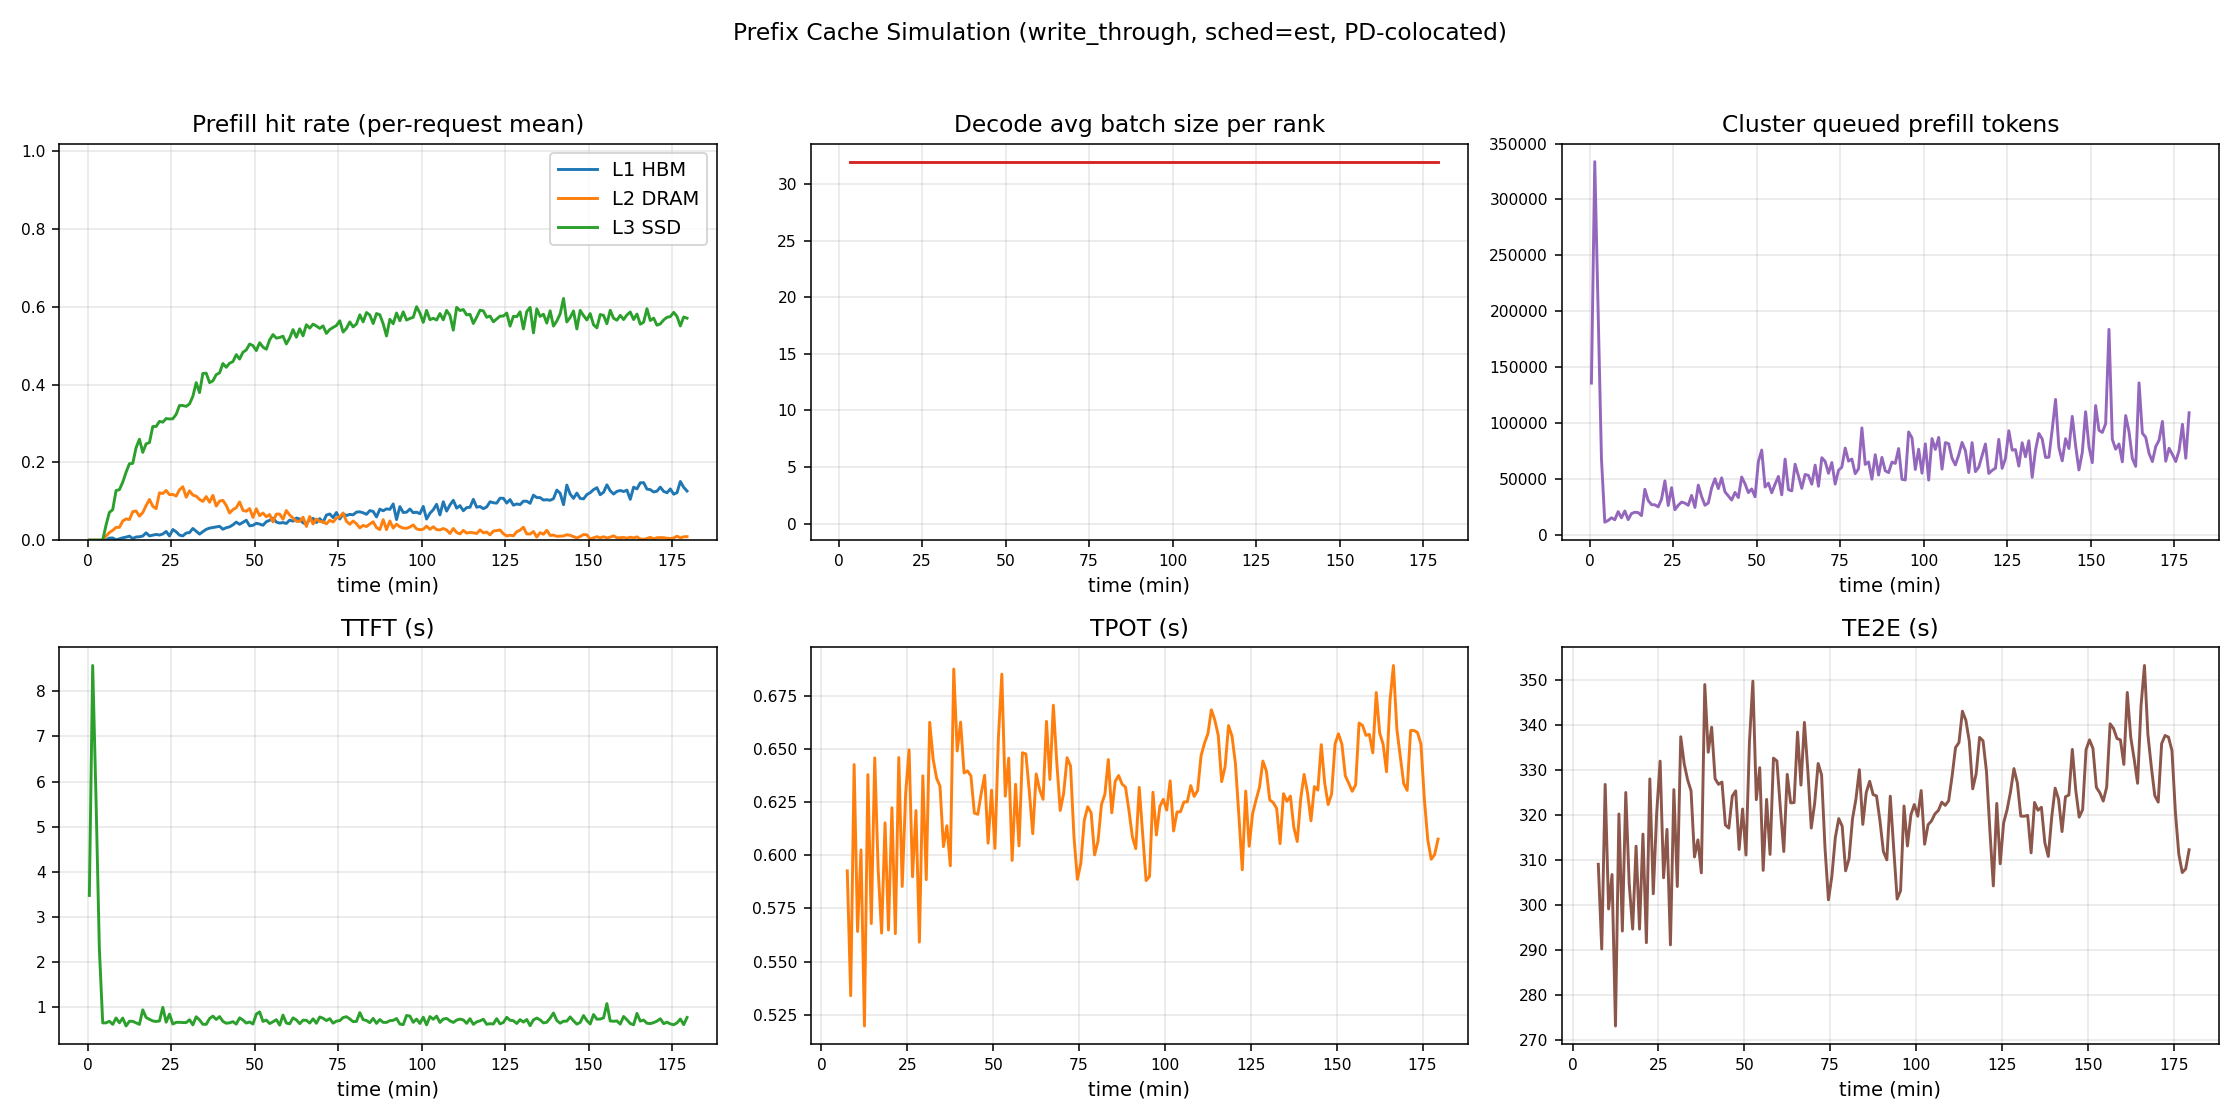 Prefix Cache Simulation (write_through, sched=est, PD-colocated)
Prefill hit rate (per-request mean)
1.0
0.8
0.6
0.4
0.2
0.0
L1 HBM
L2 DRAM
L3 SSD
0 25 50 75 100 125 150 175
time (min)
Decode avg batch size per rank
30
25
20
15
10
5
0
0 25 50 75 100 125 150 175
time (min)
Cluster queued prefill tokens
350000
300000
250000
200000
150000
100000
50000
0
0 25 50 75 100 125 150 175
time (min)
TTFT (s)
8
7
6
5
4
3
2
1
0 25 50 75 100 125 150 175
time (min)
TPOT (s)
0.675
0.650
0.625
0.600
0.575
0.550
0.525
0 25 50 75 100 125 150 175
time (min)
TE2E (s)
350
340
330
320
310
300
290
280
270
0 25 50 75 100 125 150 175
time (min)